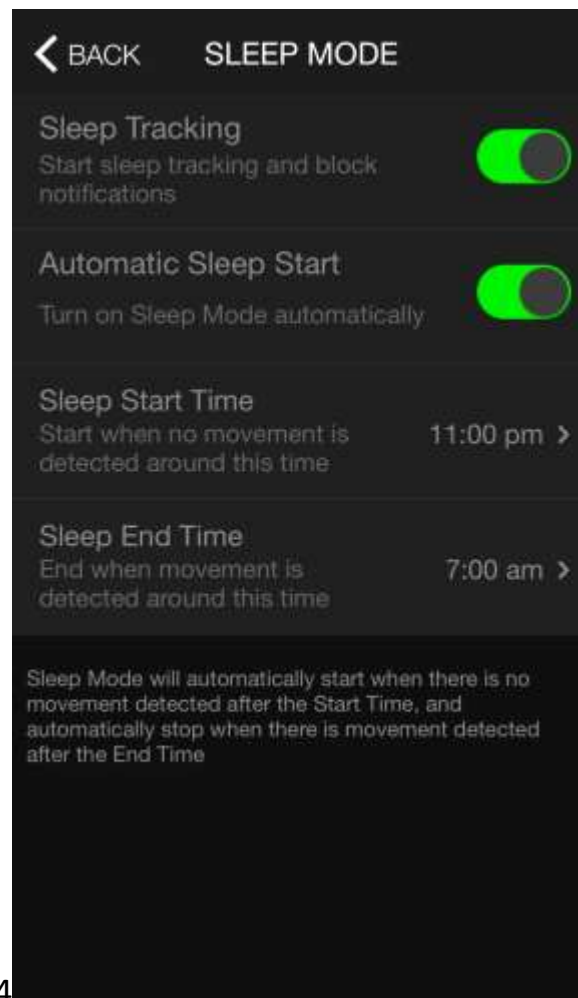 BACK SLEEP MODE
Sleep Tracking
Start sleep tracking and block
notifications
Automatic Sleep Start
Turn on Sleep Mode automatically
Sleep Start Time
Start when no movement is
detected around this time
11:00 pm
Sleep End Time
End when movement is
detected around this time
7:00 am
Sleep Mode will automatically start when there is no
movement detected after the Start Time, and
automatically stop when there is movement detected
after the End Time
4